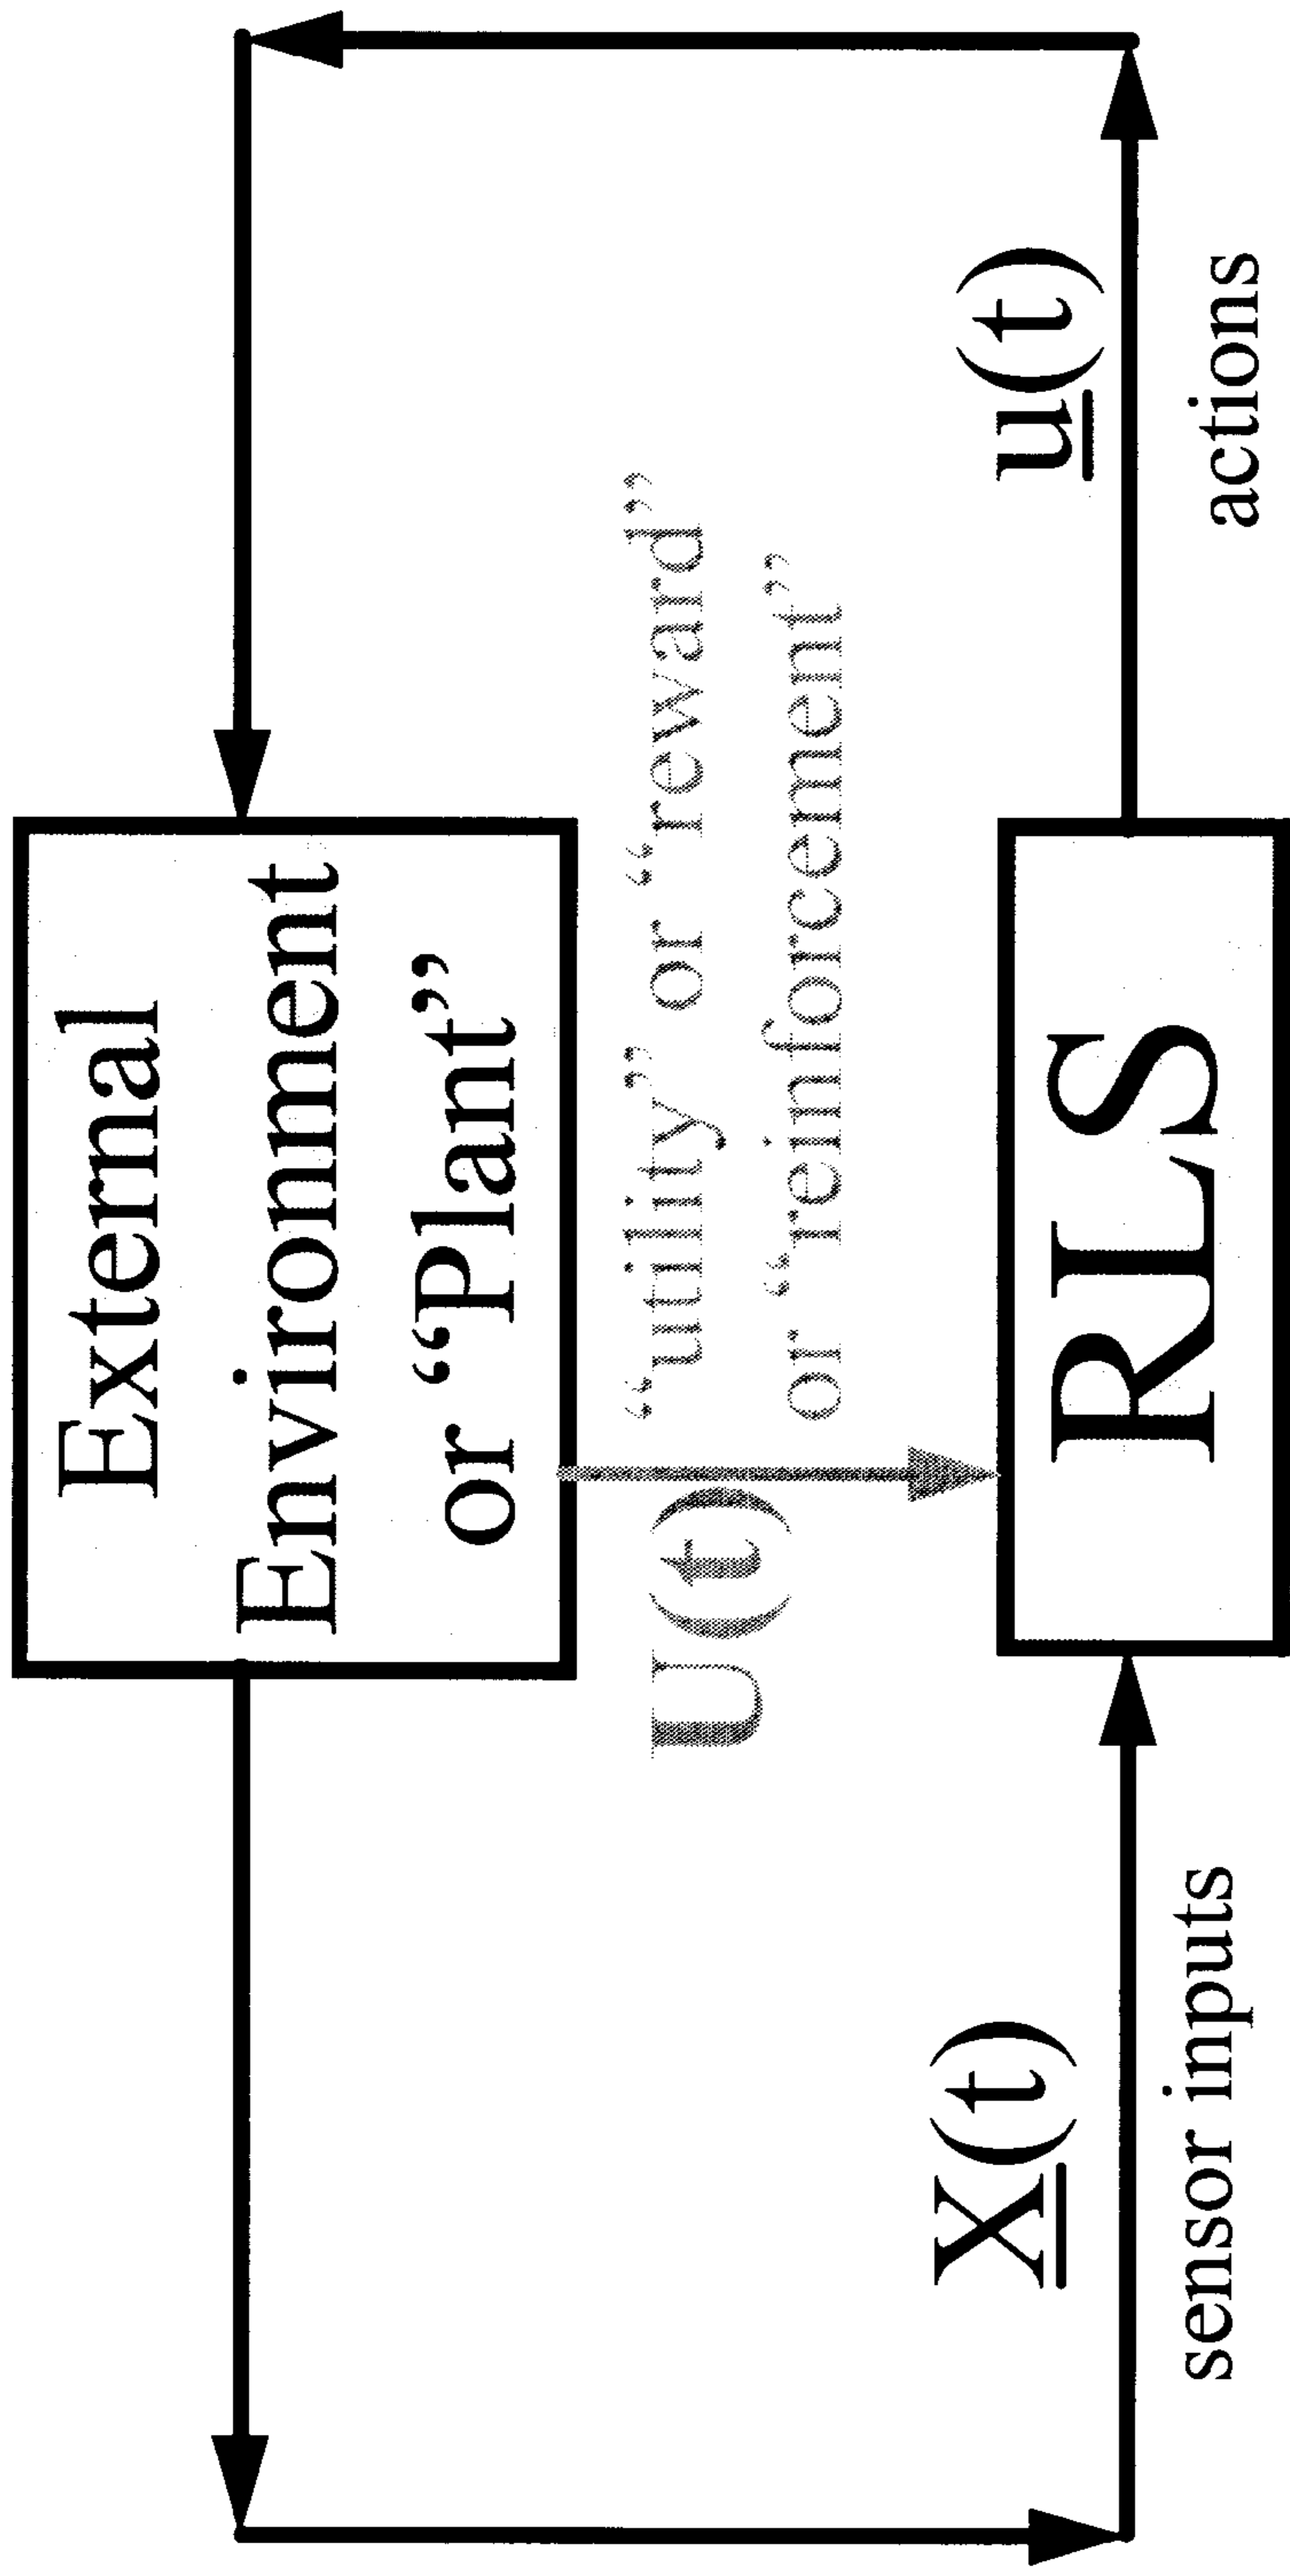 External
Environment
or “Plant”
U(t)
“utility” or “reward”
or “reinforcement”
X(t)
sensor inputs
RLS
u(t)
actions